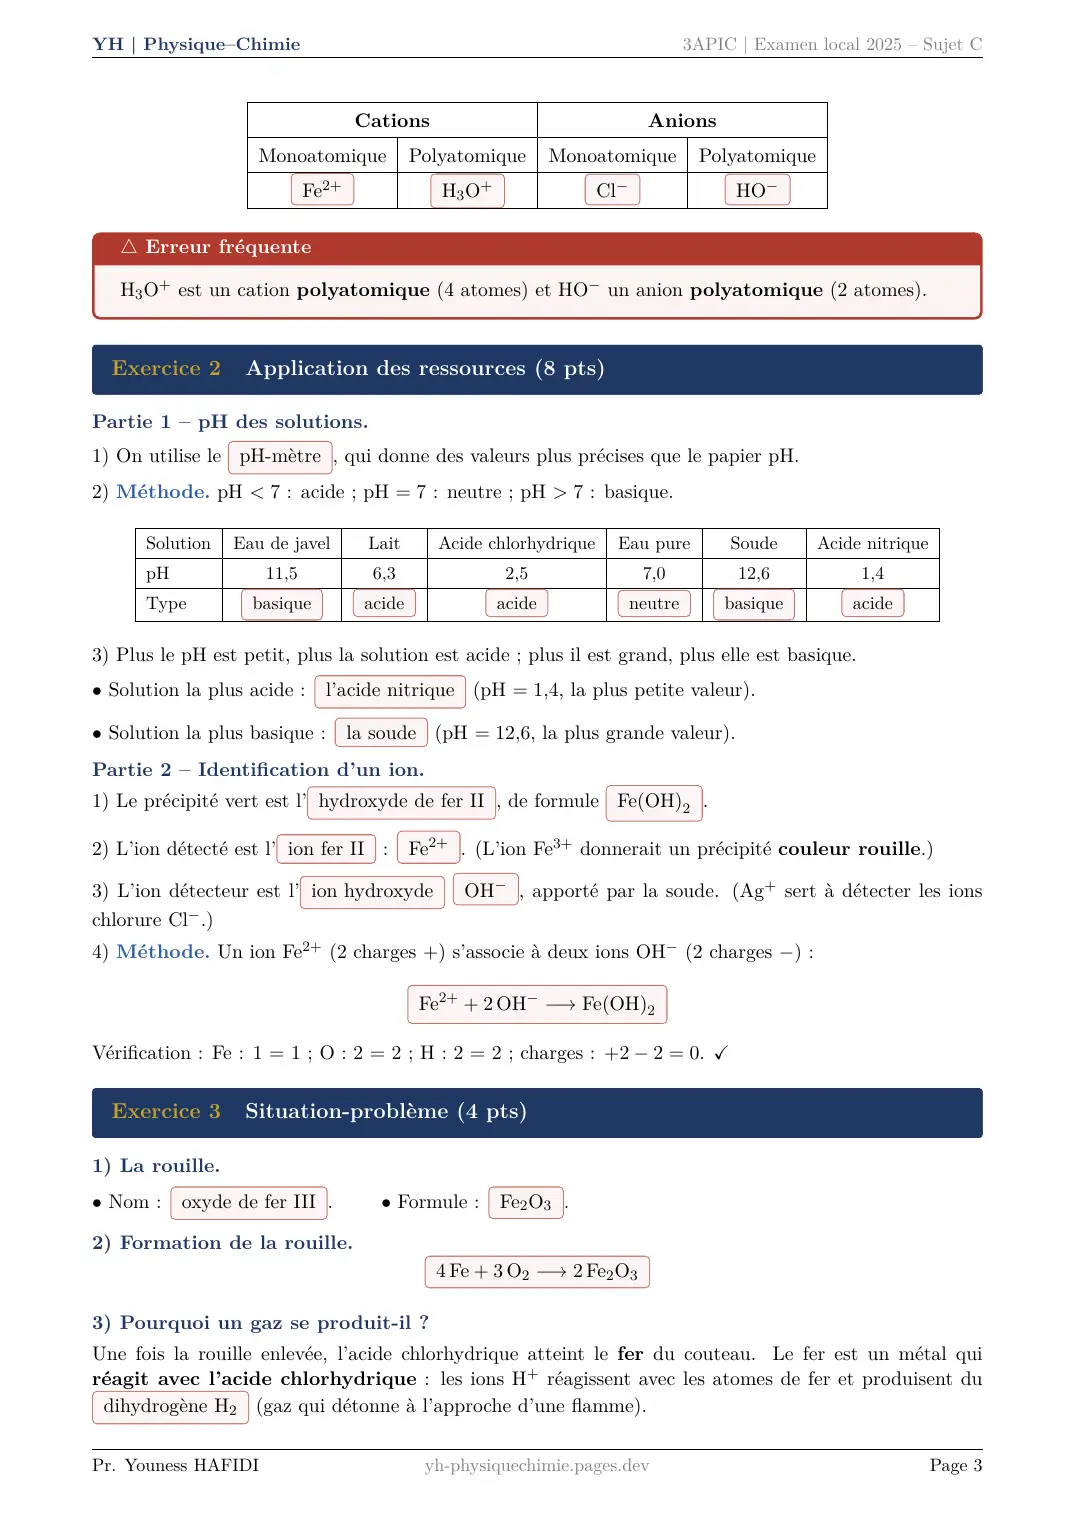 YH | Physique–Chimie 3APIC | Examen local 2025 – Sujet C
Cations Anions
Monoatomique Polyatomique Monoatomique Polyatomique
Fe²⁺ H₃O⁺ Cl⁻ HO⁻
△ Erreur fréquente
H₃O⁺ est un cation polyatomique (4 atomes) et HO⁻ un anion polyatomique (2 atomes).
Exercice 2 Application des ressources (8 pts)
Partie 1 – pH des solutions.
1) On utilise le pH-mètre , qui donne des valeurs plus précises que le papier pH.
2) Méthode. pH < 7 : acide ; pH = 7 : neutre ; pH > 7 : basique.
Solution Eau de javel Lait Acide chlorhydrique Eau pure Soude Acide nitrique
pH 11,5 6,3 2,5 7,0 12,6 1,4
Type basique acide acide neutre basique acide
3) Plus le pH est petit, plus la solution est acide ; plus il est grand, plus elle est basique.
• Solution la plus acide : l'acide nitrique (pH = 1,4, la plus petite valeur).
• Solution la plus basique : la soude (pH = 12,6, la plus grande valeur).
Partie 2 – Identification d'un ion.
1) Le précipité vert est l' hydroxyde de fer II , de formule Fe(OH)₂ .
2) L'ion détecté est l' ion fer II : Fe²⁺ . (L'ion Fe³⁺ donnerait un précipité couleur rouille.)
3) L'ion détecteur est l' ion hydroxyde OH⁻ , apporté par la soude. (Ag⁺ sert à détecter les ions
chlorure Cl⁻.)
4) Méthode. Un ion Fe²⁺ (2 charges +) s'associe à deux ions OH⁻ (2 charges −) :
Fe²⁺ + 2 OH⁻ ⟶ Fe(OH)₂
Vérification : Fe : 1 = 1 ; O : 2 = 2 ; H : 2 = 2 ; charges : +2 − 2 = 0. ✓
Exercice 3 Situation-problème (4 pts)
1) La rouille.
• Nom : oxyde de fer III . • Formule : Fe₂O₃ .
2) Formation de la rouille.
4 Fe + 3 O₂ ⟶ 2 Fe₂O₃
3) Pourquoi un gaz se produit-il ?
Une fois la rouille enlevée, l'acide chlorhydrique atteint le fer du couteau. Le fer est un métal qui
réagit avec l'acide chlorhydrique : les ions H⁺ réagissent avec les atomes de fer et produisent du
dihydrogène H₂ (gaz qui détonne à l'approche d'une flamme).
Pr. Youness HAFIDI yh-physiquechimie.pages.dev Page 3